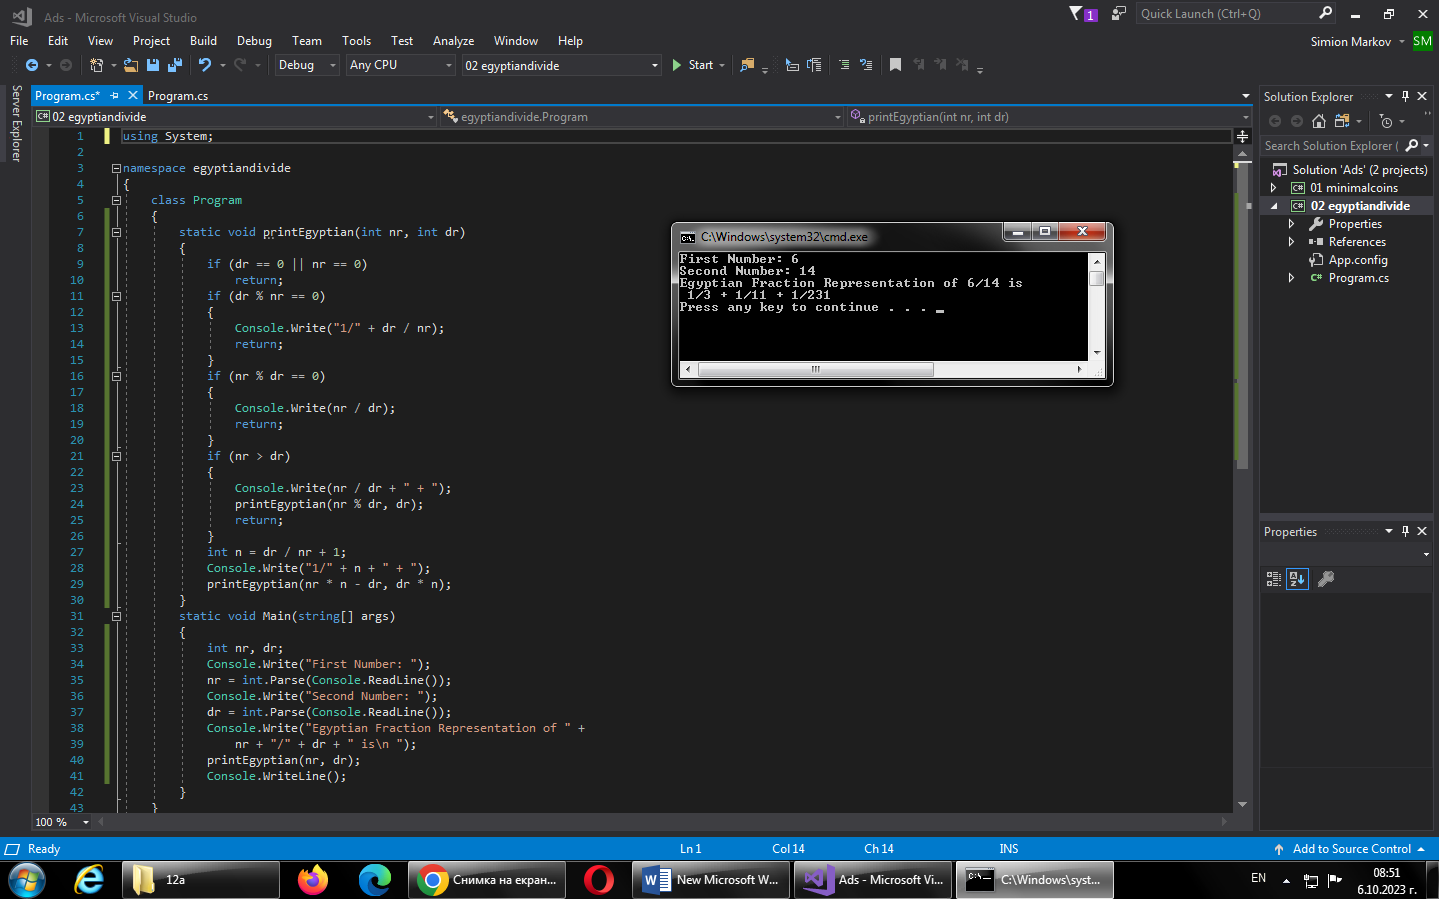 Ads - Microsoft Visual Studio
1
Quick Launch (Ctrl+Q)
File Edit View Project Build Debug Team Tools Test Analyze Window Help
Simion Markov SM
Debug Any CPU 02 egyptiandivide Start
Server Explorer
Program.cs* Program.cs
02 egyptiandivide egyptiandivide.Program printEgyptian(int nr, int dr)
1 using System;
2
3 namespace egyptiandivide
4 {
5 class Program
6 {
7 static void printEgyptian(int nr, int dr)
8 {
9 if (dr == 0 || nr == 0)
10 return;
11 if (dr % nr == 0)
12 {
13 Console.Write("1/" + dr / nr);
14 return;
15 }
16 if (nr % dr == 0)
17 {
18 Console.Write(nr / dr);
19 return;
20 }
21 if (nr > dr)
22 {
23 Console.Write(nr / dr + " + ");
24 printEgyptian(nr % dr, dr);
25 return;
26 }
27 int n = dr / nr + 1;
28 Console.Write("1/" + n + " + ");
29 printEgyptian(nr * n - dr, dr * n);
30 }
31 static void Main(string[] args)
32 {
33 int nr, dr;
34 Console.Write("First Number: ");
35 nr = int.Parse(Console.ReadLine());
36 Console.Write("Second Number: ");
37 dr = int.Parse(Console.ReadLine());
38 Console.Write("Egyptian Fraction Representation of " +
39 nr + "/" + dr + " is\n ");
40 printEgyptian(nr, dr);
41 Console.WriteLine();
42 }
43 }
C:\Windows\system32\cmd.exe
First Number: 6
Second Number: 14
Egyptian Fraction Representation of 6/14 is
1/3 + 1/11 + 1/231
Press any key to continue . . .
Solution Explorer
Search Solution Explorer (
Solution 'Ads' (2 projects)
C# 01 minimalcoins
C# 02 egyptiandivide
Properties
References
App.config
C# Program.cs
Properties
100 %
Ready Ln 1 Col 14 Ch 14 INS Add to Source Control
12a
Снимка на екран...
New Microsoft W...
Ads - Microsoft Vi...
C:\Windows\syst...
EN
08:51
6.10.2023 г.